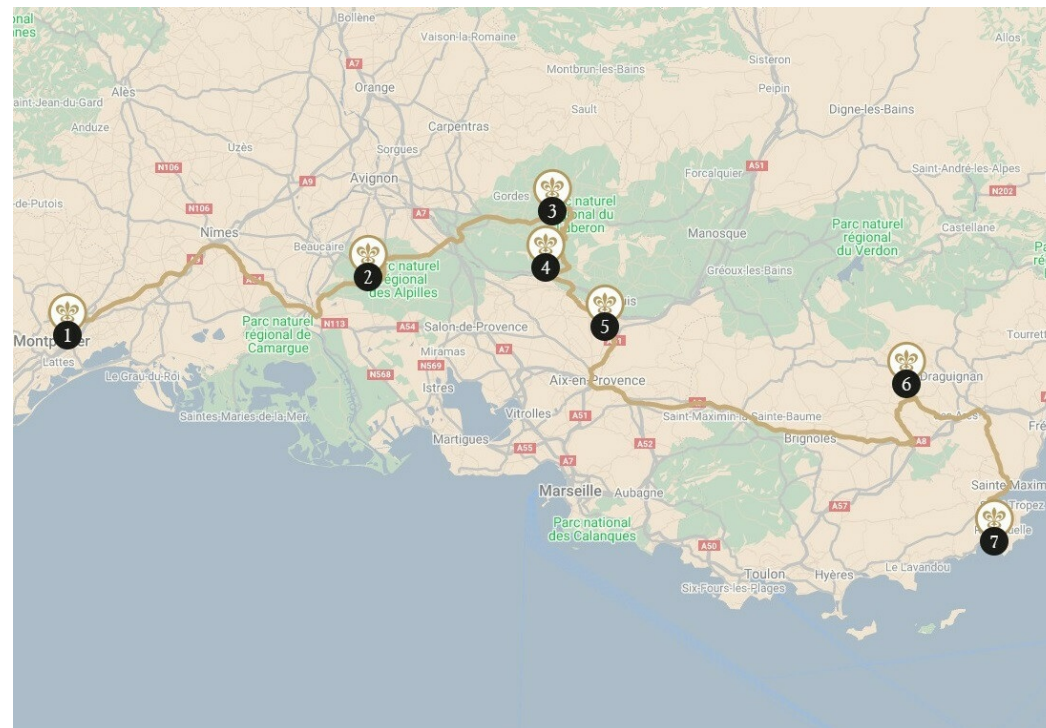 onal
nes
Bollène
Vaison-la-Romaine
A7
Montbrun-les-Bains
Sisteron
Allos
Alès
Orange
Peipin
aint-Jean-du-Gard
Anduze
Sault
Digne-les-Bains
Carpentras
Uzès
Sorgues
N106
A9
Avignon
A51
Forcalquier
Saint-André-les-Alpes
N202
-de-Putois
N106
Gordes
3
A7
Nîmes
Beaucaire
Manosque
Parc naturel
régional
du Verdon
Castellane
4
2
Parc naturel
régional
des Alpilles
Gréoux-les-Bains
1
Montpellier
Lattes
Parc naturel
régional de
Camargue
N113
A54
Salon-de-Provence
5
Le Grau-du-Roi
Miramas
N569
A7
N568
Istres
Aix-en-Provence
6
Draguignan
Saintes-Maries-de-la-Mer
Vitrolles
A51
Saint-Maximin-la-Sainte-Baume
Martigues
A52
Brignoles
A8
A55
A7
Marseille
Aubagne
A57
Parc national
des Calanques
A50
7
Toulon
Hyères
Le Lavandou
Six-Fours-les-Plages